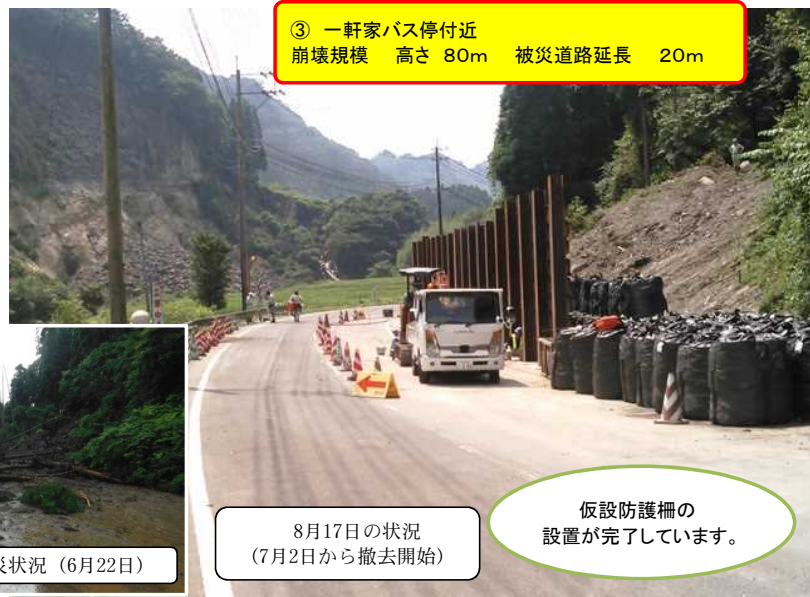 ③ 一軒家バス停付近
崩壊規模 高さ 80m 被災道路延長 20m
仮設防護柵の
設置が完了しています。
8月17日の状況
(7月2日から撤去開始)
災状況（6月22日）